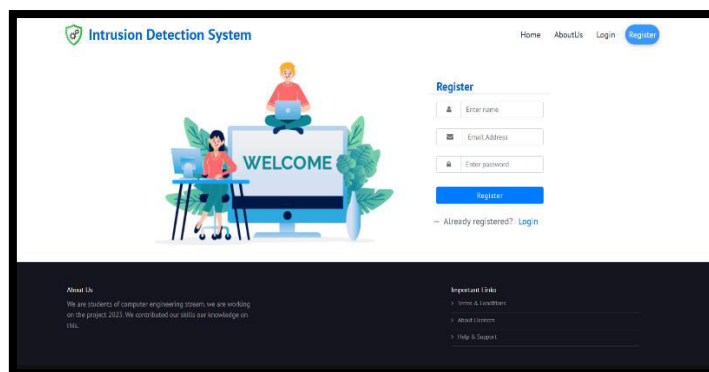 Intrusion Detection System
Home AboutUs Login Register
WELCOME
Register
Enter name
Email Address
Enter password
Register
— Already registered? Login
About Us
We are students of computer engineering stream, we are working
on the project 2023. We contributed our skills our knowledge on
this.
Important Links
> Terms & Conditions
> About Licences
> Help & Support